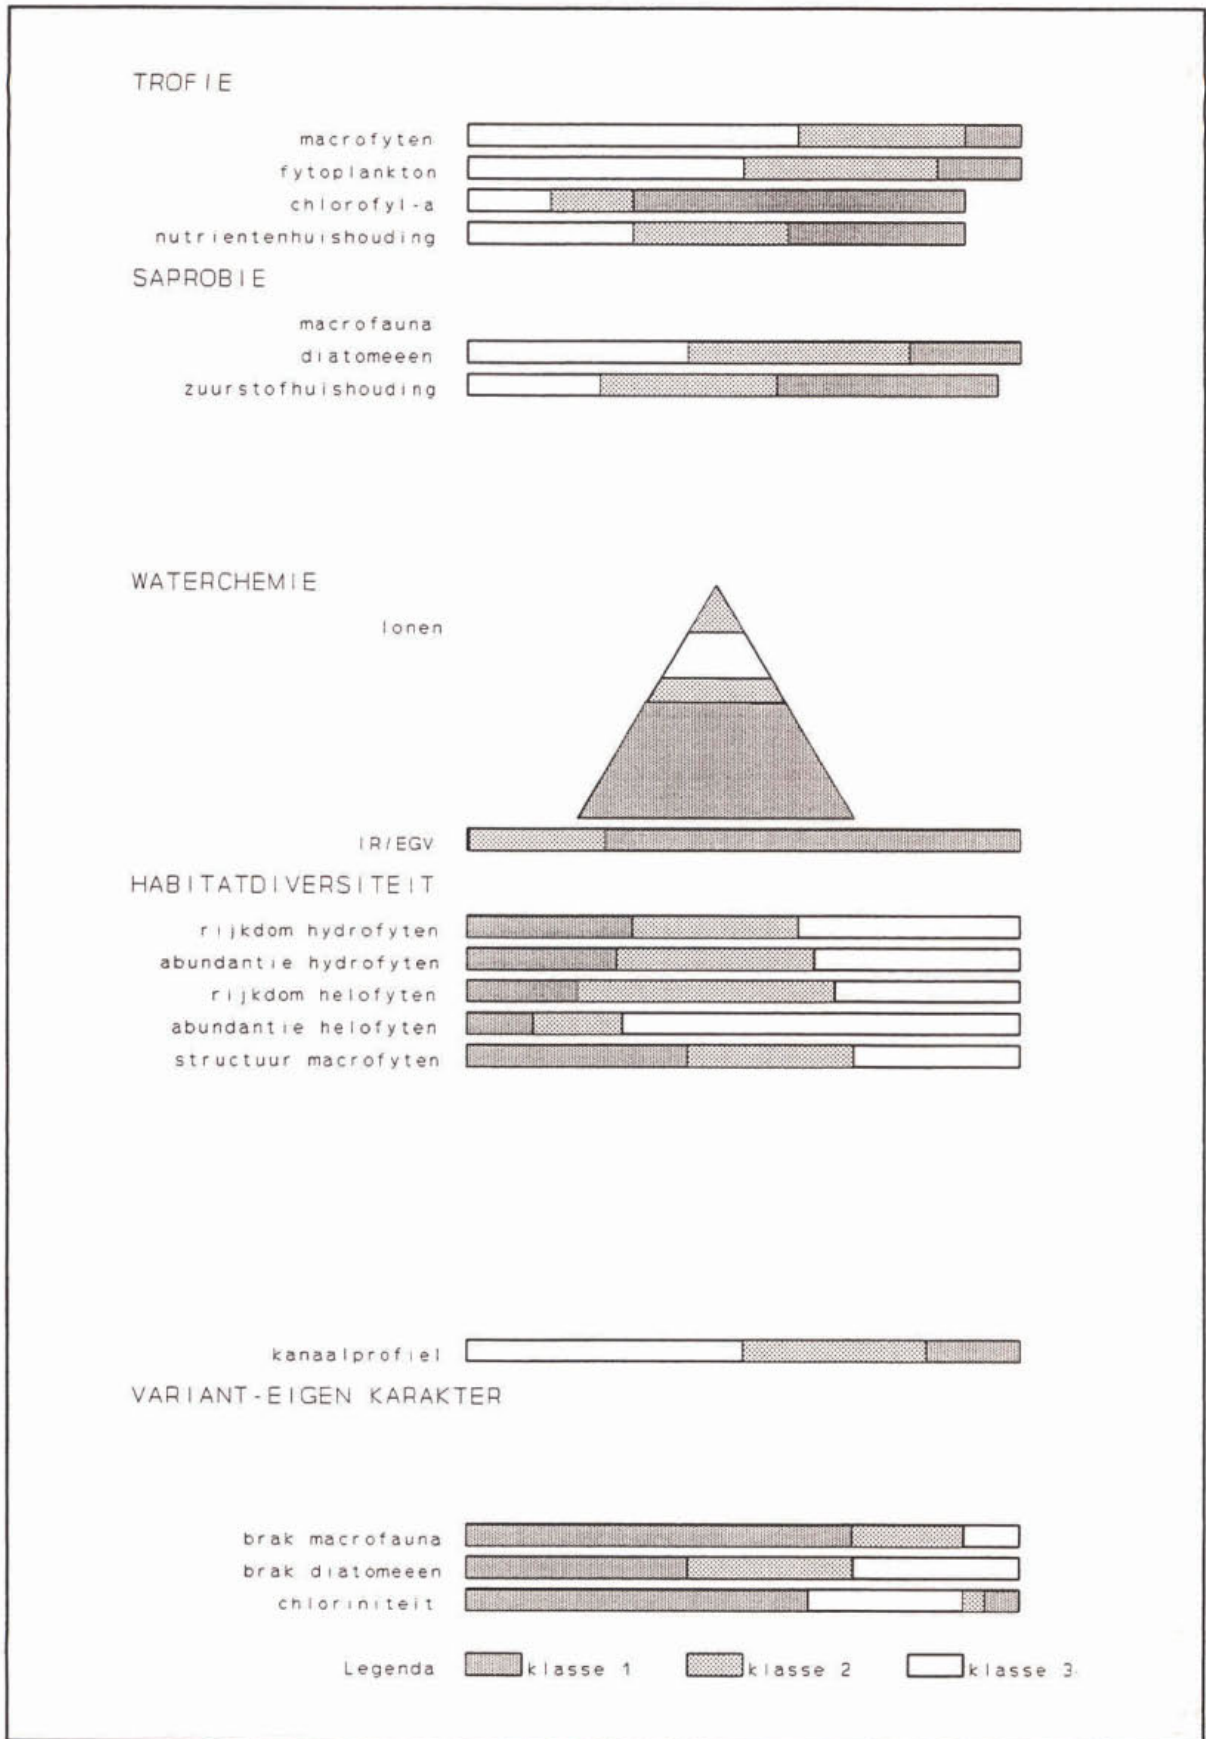 TROFIE
macrofyten
fytoplankton
chlorofyl-a
nutrientenhuishouding
SAPROBIE
macrofauna
diatomeeen
zuurstofhuishouding
WATERCHEMIE
Ionen
IR/EGV
HABITATDIVERSITEIT
rijkdom hydrofyten
abundantie hydrofyten
rijkdom helofyten
abundantie helofyten
structuur macrofyten
kanaalprofiel
VARIANT-EIGEN KARAKTER
brak macrofauna
brak diatomeeen
chloriniteit
Legenda klasse 1 klasse 2 klasse 3